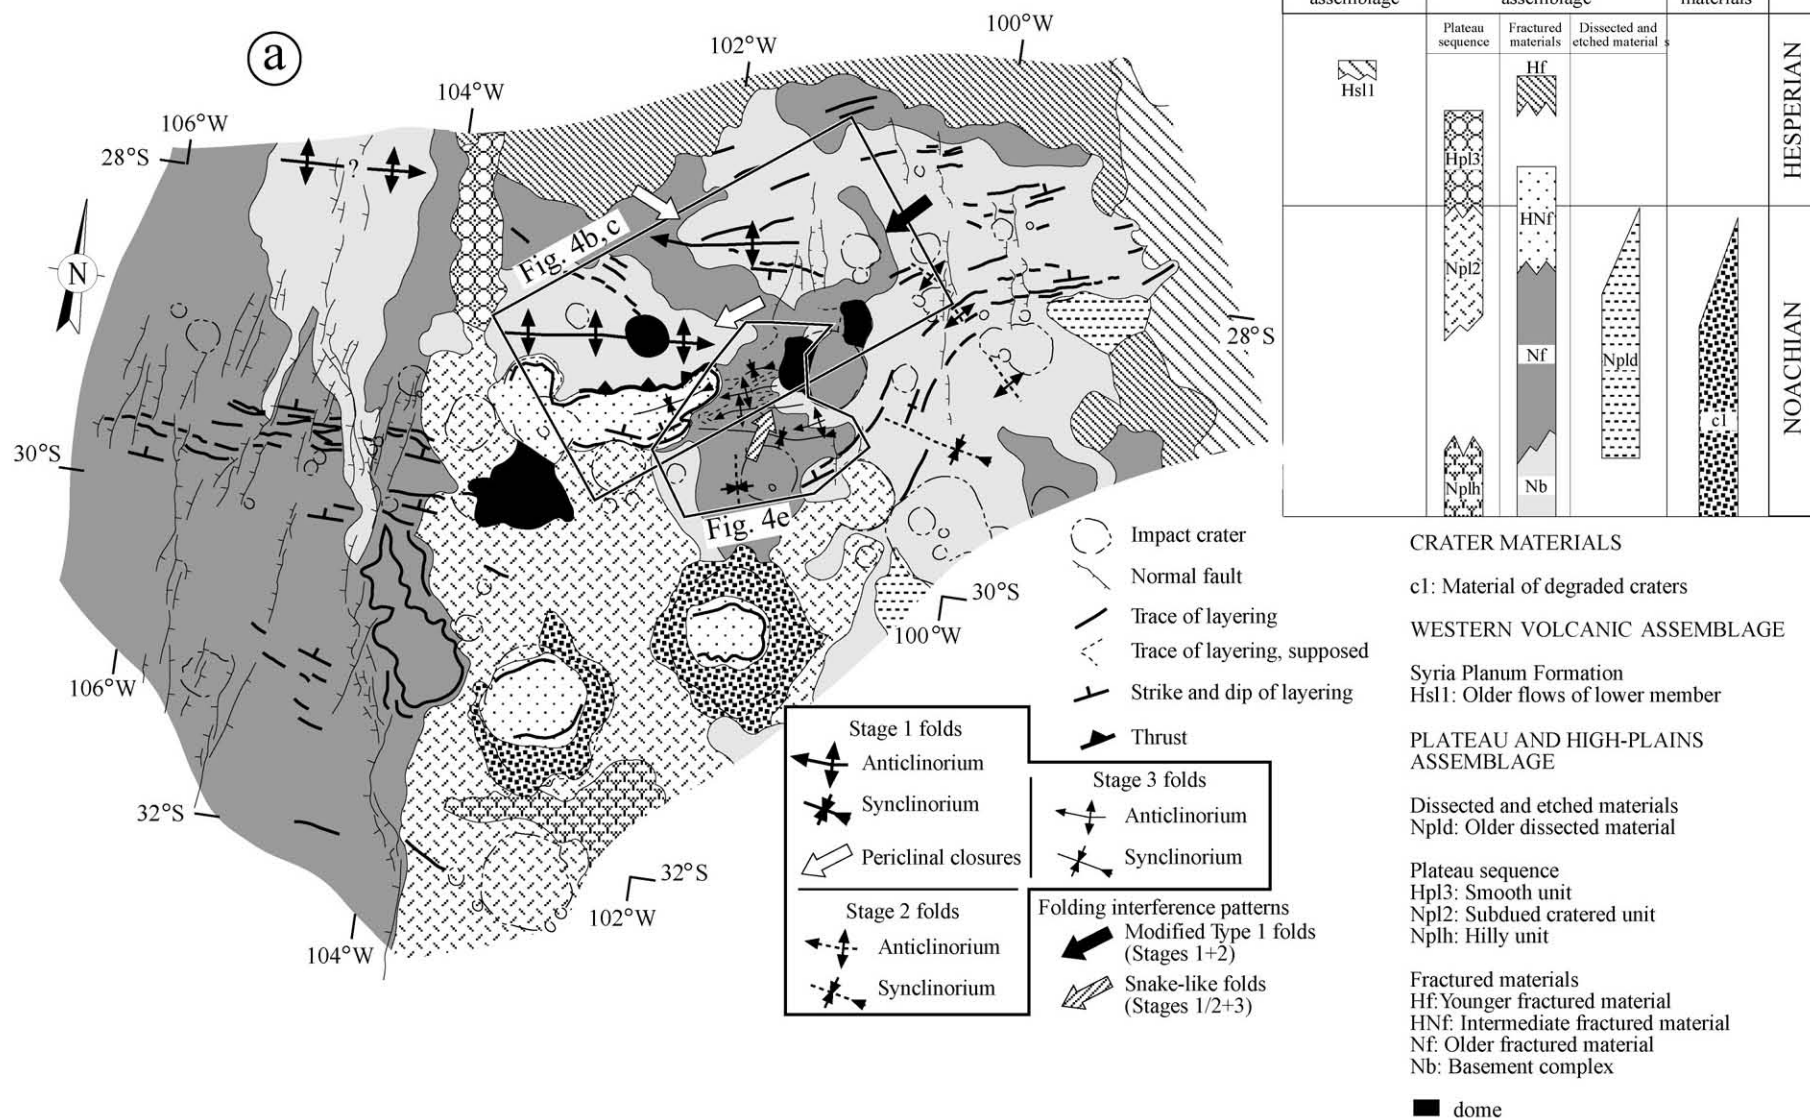 a
100°W
102°W
104°W
106°W
28°S
N
?
Fig. 4b,c
28°S
30°S
Fig. 4e
30°S
100°W
106°W
32°S
32°S
102°W
104°W
Impact crater
Normal fault
Trace of layering
Trace of layering, supposed
Strike and dip of layering
Thrust
Stage 1 folds
Anticlinorium
Synclinorium
Periclinal closures
Stage 2 folds
Anticlinorium
Synclinorium
Stage 3 folds
Anticlinorium
Synclinorium
Folding interference patterns
Modified Type 1 folds
(Stages 1+2)
Snake-like folds
(Stages 1/2+3)
assemblage
assemblage
materials
Plateau
sequence
Fractured
materials
Dissected and
etched material s
HESPERIAN
NOACHIAN
Hsl1
Hf
Hpl3
HNf
Npl2
Nf
Npld
c1
Nplh
Nb
CRATER MATERIALS
c1: Material of degraded craters
WESTERN VOLCANIC ASSEMBLAGE
Syria Planum Formation
Hsl1: Older flows of lower member
PLATEAU AND HIGH-PLAINS
ASSEMBLAGE
Dissected and etched materials
Npld: Older dissected material
Plateau sequence
Hpl3: Smooth unit
Npl2: Subdued cratered unit
Nplh: Hilly unit
Fractured materials
Hf:Younger fractured material
HNf: Intermediate fractured material
Nf: Older fractured material
Nb: Basement complex
dome